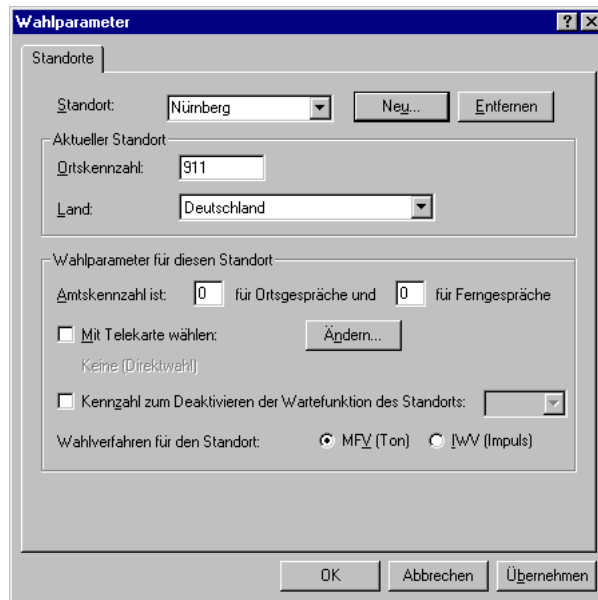 Wahlparameter
Standorte
Standort: Nürnberg Neu... Entfernen
Aktueller Standort
Ortskennzahl: 911
Land: Deutschland
Wahlparameter für diesen Standort
Amtskennzahl ist: 0 für Ortsgespräche und 0 für Ferngespräche
Mit Telekarte wählen: Ändern...
Keine (Direktwahl)
Kennzahl zum Deaktivieren der Wartefunktion des Standorts:
Wahlverfahren für den Standort: MFV (Ton) IWV (Impuls)
OK Abbrechen Übernehmen